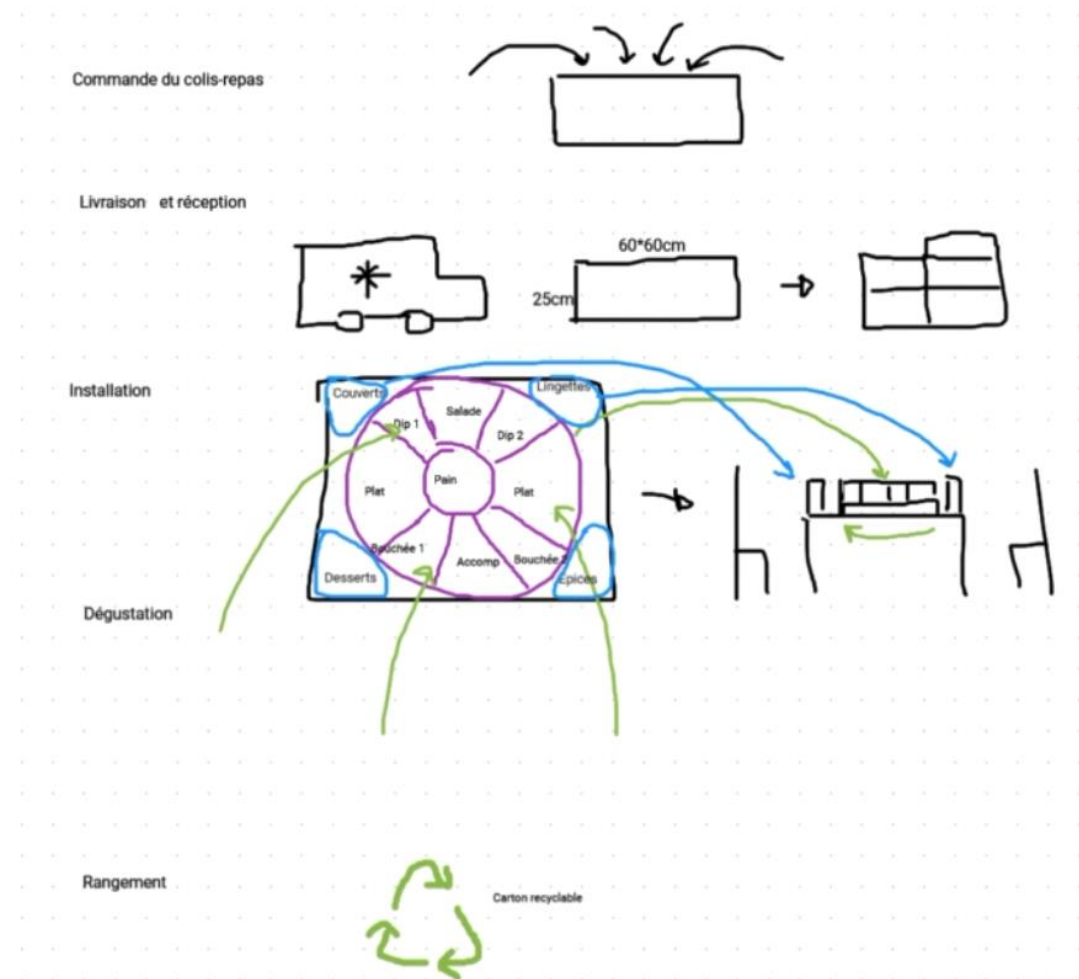 Commande du colis-repas
Livraison et réception
60*60cm
25cm
Installation
Couverts
Lingettes
Dip 1
Salade
Dip 2
Pain
Plat
Plat
Bouchée 1
Accomp
Bouchée
Desserts
Epices
Dégustation
Rangement
Carton recyclable